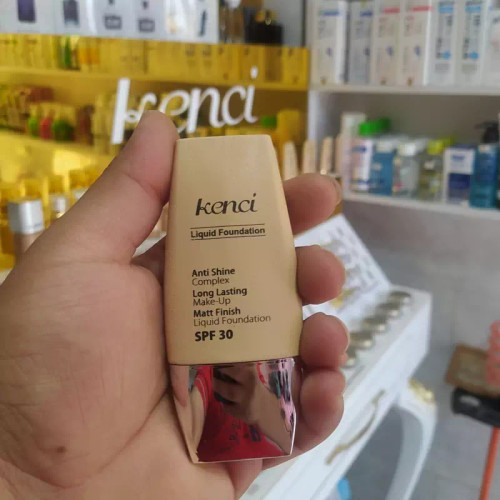 kenci
kenci
Liquid Foundation
Anti Shine
Complex
Long Lasting
Make-Up
Matt Finish
Liquid Foundation
SPF 30